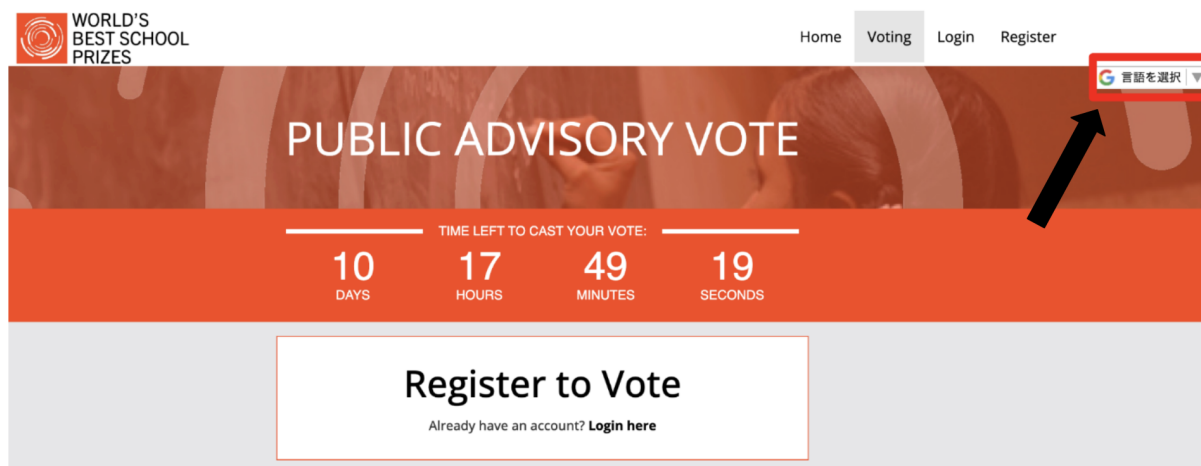 WORLD'S
BEST SCHOOL
PRIZES
Home Voting Login Register
G 言語を選択 ▼
PUBLIC ADVISORY VOTE
TIME LEFT TO CAST YOUR VOTE:
10 17 49 19
DAYS HOURS MINUTES SECONDS
Register to Vote
Already have an account? Login here